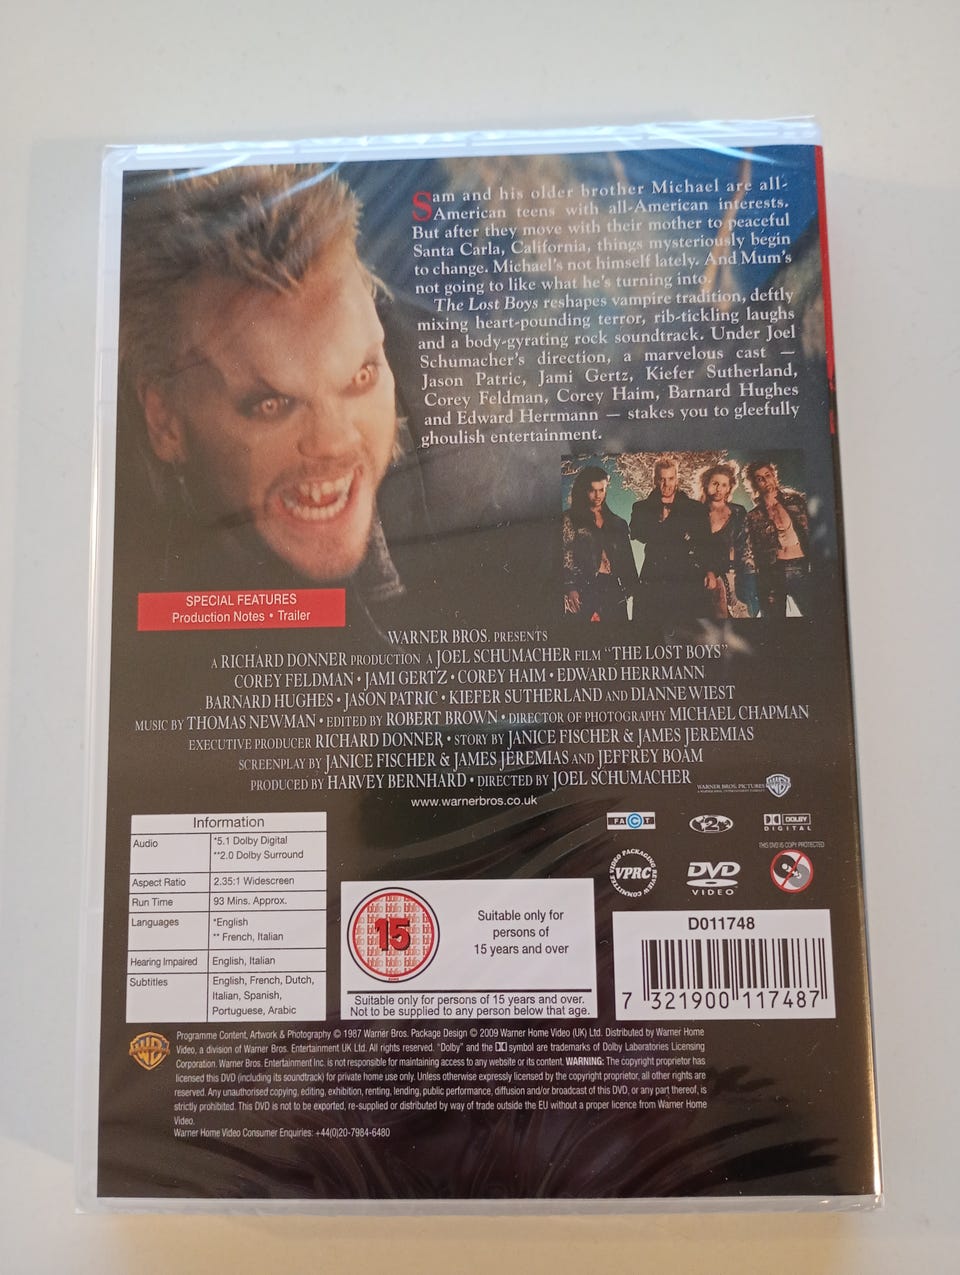 Sam and his older brother Michael are all-
American teens with all-American interests.
But after they move with their mother to peaceful
Santa Carla, California, things mysteriously begin
to change. Michael's not himself lately. And Mum's
not going to like what he's turning into.
The Lost Boys reshapes vampire tradition, deftly
mixing heart-pounding terror, rib-tickling laughs
and a body-gyrating rock soundtrack. Under Joel
Schumacher's direction, a marvelous cast —
Jason Patric, Jami Gertz, Kiefer Sutherland,
Corey Feldman, Corey Haim, Barnard Hughes
and Edward Herrmann — stakes you to gleefully
ghoulish entertainment.
SPECIAL FEATURES
Production Notes • Trailer
WARNER BROS. PRESENTS
A RICHARD DONNER PRODUCTION A JOEL SCHUMACHER FILM "THE LOST BOYS"
COREY FELDMAN • JAMI GERTZ • COREY HAIM • EDWARD HERRMANN
BARNARD HUGHES • JASON PATRIC • KIEFER SUTHERLAND AND DIANNE WIEST
MUSIC BY THOMAS NEWMAN • EDITED BY ROBERT BROWN • DIRECTOR OF PHOTOGRAPHY MICHAEL CHAPMAN
EXECUTIVE PRODUCER RICHARD DONNER • STORY BY JANICE FISCHER & JAMES JEREMIAS
SCREENPLAY BY JANICE FISCHER & JAMES JEREMIAS AND JEFFREY BOAM
PRODUCED BY HARVEY BERNHARD • DIRECTED BY JOEL SCHUMACHER
WARNER BROS. PICTURES
www.warnerbros.co.uk
Information
Audio *5.1 Dolby Digital
**2.0 Dolby Surround
Aspect Ratio 2.35:1 Widescreen
Run Time 93 Mins. Approx.
Languages *English
** French, Italian
Hearing Impaired English, Italian
Subtitles English, French, Dutch,
Italian, Spanish,
Portuguese, Arabic
FACT
2
DOLBY
DIGITAL
VIDEO PACKAGING REVIEW COMMITTEE
VPRC
DVD
VIDEO
THIS DVD IS COPY PROTECTED
15
Suitable only for
persons of
15 years and over
Suitable only for persons of 15 years and over.
Not to be supplied to any person below that age.
D011748
7 321900 117487
Programme Content, Artwork & Photography © 1987 Warner Bros. Package Design © 2009 Warner Home Video (UK) Ltd. Distributed by Warner Home
Video, a division of Warner Bros. Entertainment UK Ltd. All rights reserved. "Dolby" and the symbol are trademarks of Dolby Laboratories Licensing
Corporation. Warner Bros. Entertainment Inc. is not responsible for maintaining access to any website or its content. WARNING: The copyright proprietor has
licensed this DVD (including its soundtrack) for private home use only. Unless otherwise expressly licensed by the copyright proprietor, all other rights are
reserved. Any unauthorised copying, editing, exhibition, renting, lending, public performance, diffusion and/or broadcast of this DVD, or any part thereof, is
strictly prohibited. This DVD is not to be exported, re-supplied or distributed by way of trade outside the EU without a proper licence from Warner Home
Video.
Warner Home Video Consumer Enquiries: +44(0)20-7984-6480